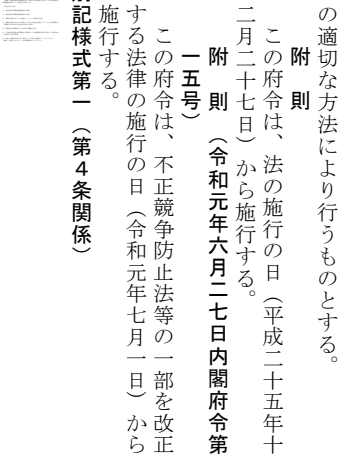 の適切な方法により行うものとする。
附則
この府令は、法の施行の日(平成二十五年十
二月二十七日)から施行する。
附則(令和元年六月二七日内閣府令第
一五号)
この府令は、不正競争防止法等の一部を改正
する法律の施行の日(令和元年七月一日)から
施行する。
別記様式第一(第4条関係)